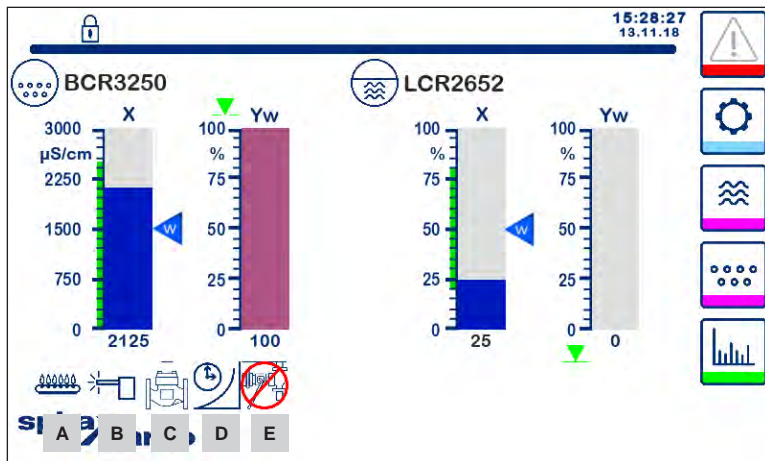 15:28:27
13.11.18
BCR3250
LCR2652
X Yw X Yw
3000 100 100 100
µS/cm % % %
2250 75 75 75
1500 W 50 50 W 50
750 25 25 25
0 0 0 0
2125 100 25 0
A B C D E